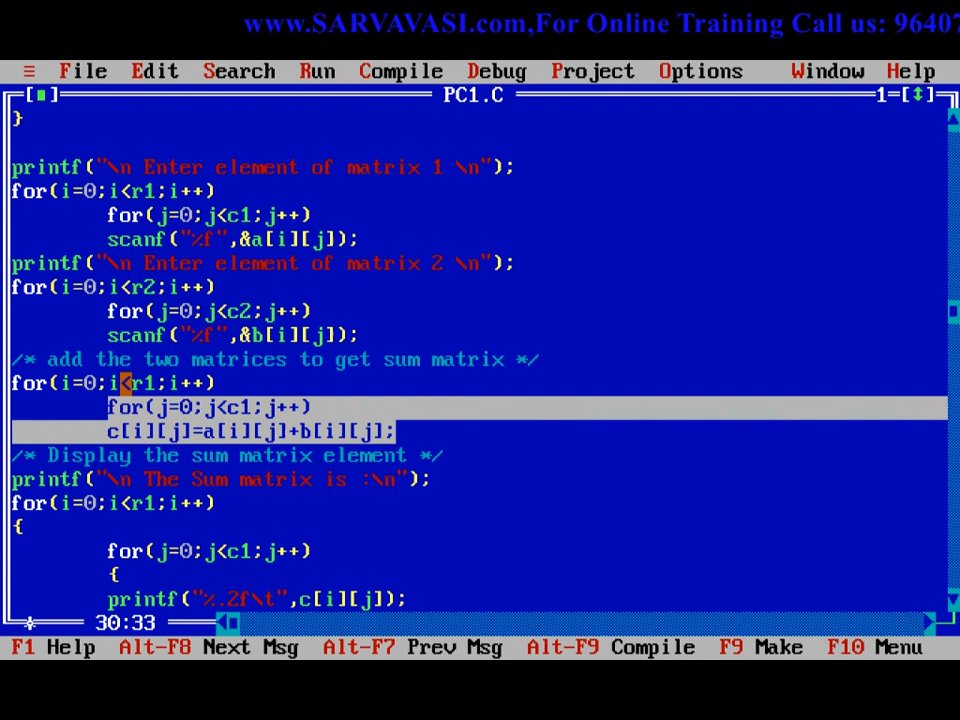 www.SARVAVASI.com,For Online Training Call us: 9640
≡ File Edit Search Run Compile Debug Project Options Window Help
[■] PC1.C 1=[↕]
}
printf("\n Enter element of matrix 1 \n");
for(i=0;i<r1;i++)
for(j=0;j<c1;j++)
scanf("%f",&a[i][j]);
printf("\n Enter element of matrix 2 \n");
for(i=0;i<r2;i++)
for(j=0;j<c2;j++)
scanf("%f",&b[i][j]);
/* add the two matrices to get sum matrix */
for(i=0;i<r1;i++)
for(j=0;j<c1;j++)
c[i][j]=a[i][j]+b[i][j];
/* Display the sum matrix element */
printf("\n The Sum matrix is :\n");
for(i=0;i<r1;i++)
{
for(j=0;j<c1;j++)
{
printf("%.2f\t",c[i][j]);
30:33
F1 Help Alt-F8 Next Msg Alt-F7 Prev Msg Alt-F9 Compile F9 Make F10 Menu